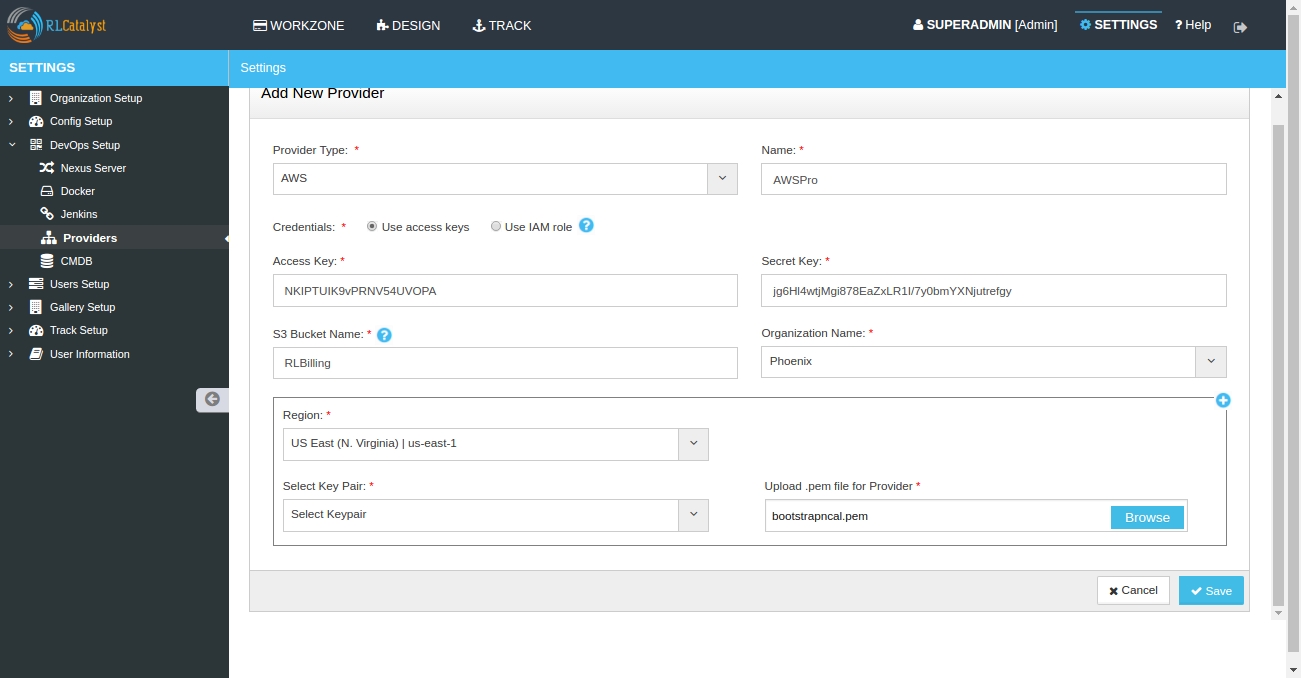 RLCatalyst
WORKZONE
DESIGN
TRACK
SUPERADMIN [Admin]
SETTINGS
? Help
SETTINGS
Settings
Organization Setup
Config Setup
DevOps Setup
Nexus Server
Docker
Jenkins
Providers
CMDB
Users Setup
Gallery Setup
Track Setup
User Information
Add New Provider
Provider Type: *
Name: *
AWS
AWSPro
Credentials: *
Use access keys
Use IAM role
?
Access Key: *
Secret Key: *
NKIPTUIK9vPRNV54UVOPA
jg6Hl4wtjMgi878EaZxLR1I/7y0bmYXNjutrefgy
S3 Bucket Name: * ?
Organization Name: *
RLBilling
Phoenix
Region: *
US East (N. Virginia) | us-east-1
Select Key Pair: *
Upload .pem file for Provider *
Select Keypair
bootstrapncal.pem
Browse
Cancel
Save